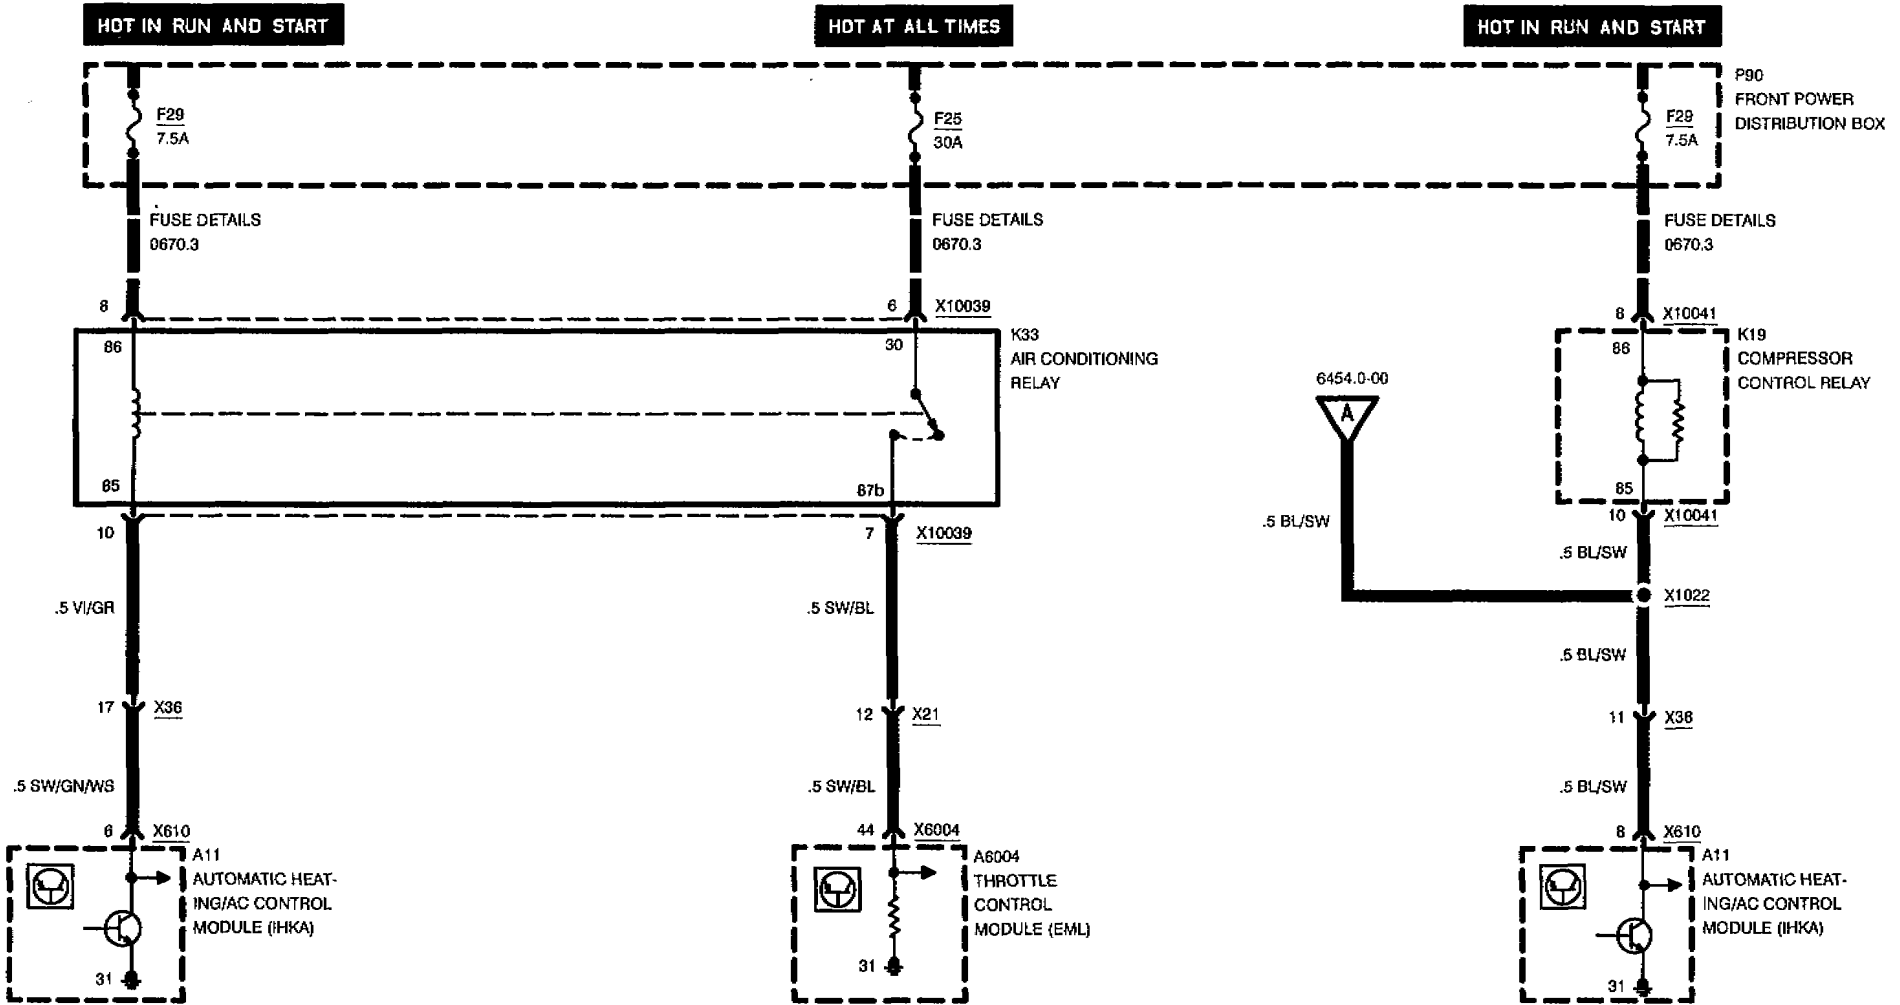 HOT IN RUN AND START
HOT AT ALL TIMES
HOT IN RUN AND START
F29
7.5A
F25
30A
F29
7.5A
P90
FRONT POWER
DISTRIBUTION BOX
FUSE DETAILS
0670.3
FUSE DETAILS
0670.3
FUSE DETAILS
0670.3
8
6
X10039
8
X10041
86
30
K33
AIR CONDITIONING
RELAY
86
K19
COMPRESSOR
CONTROL RELAY
6454.0-00
A
85
87b
85
10
7
X10039
.5 BL/SW
10
X10041
.5 BL/SW
.5 VI/GR
.5 SW/BL
X1022
.5 BL/SW
17
X36
12
X21
11
X36
.5 SW/GN/WS
.5 SW/BL
.5 BL/SW
6
X610
44
X6004
8
X610
A11
AUTOMATIC HEAT-
ING/AC CONTROL
MODULE (IHKA)
A6004
THROTTLE
CONTROL
MODULE (EML)
A11
AUTOMATIC HEAT-
ING/AC CONTROL
MODULE (IHKA)
31
31
31